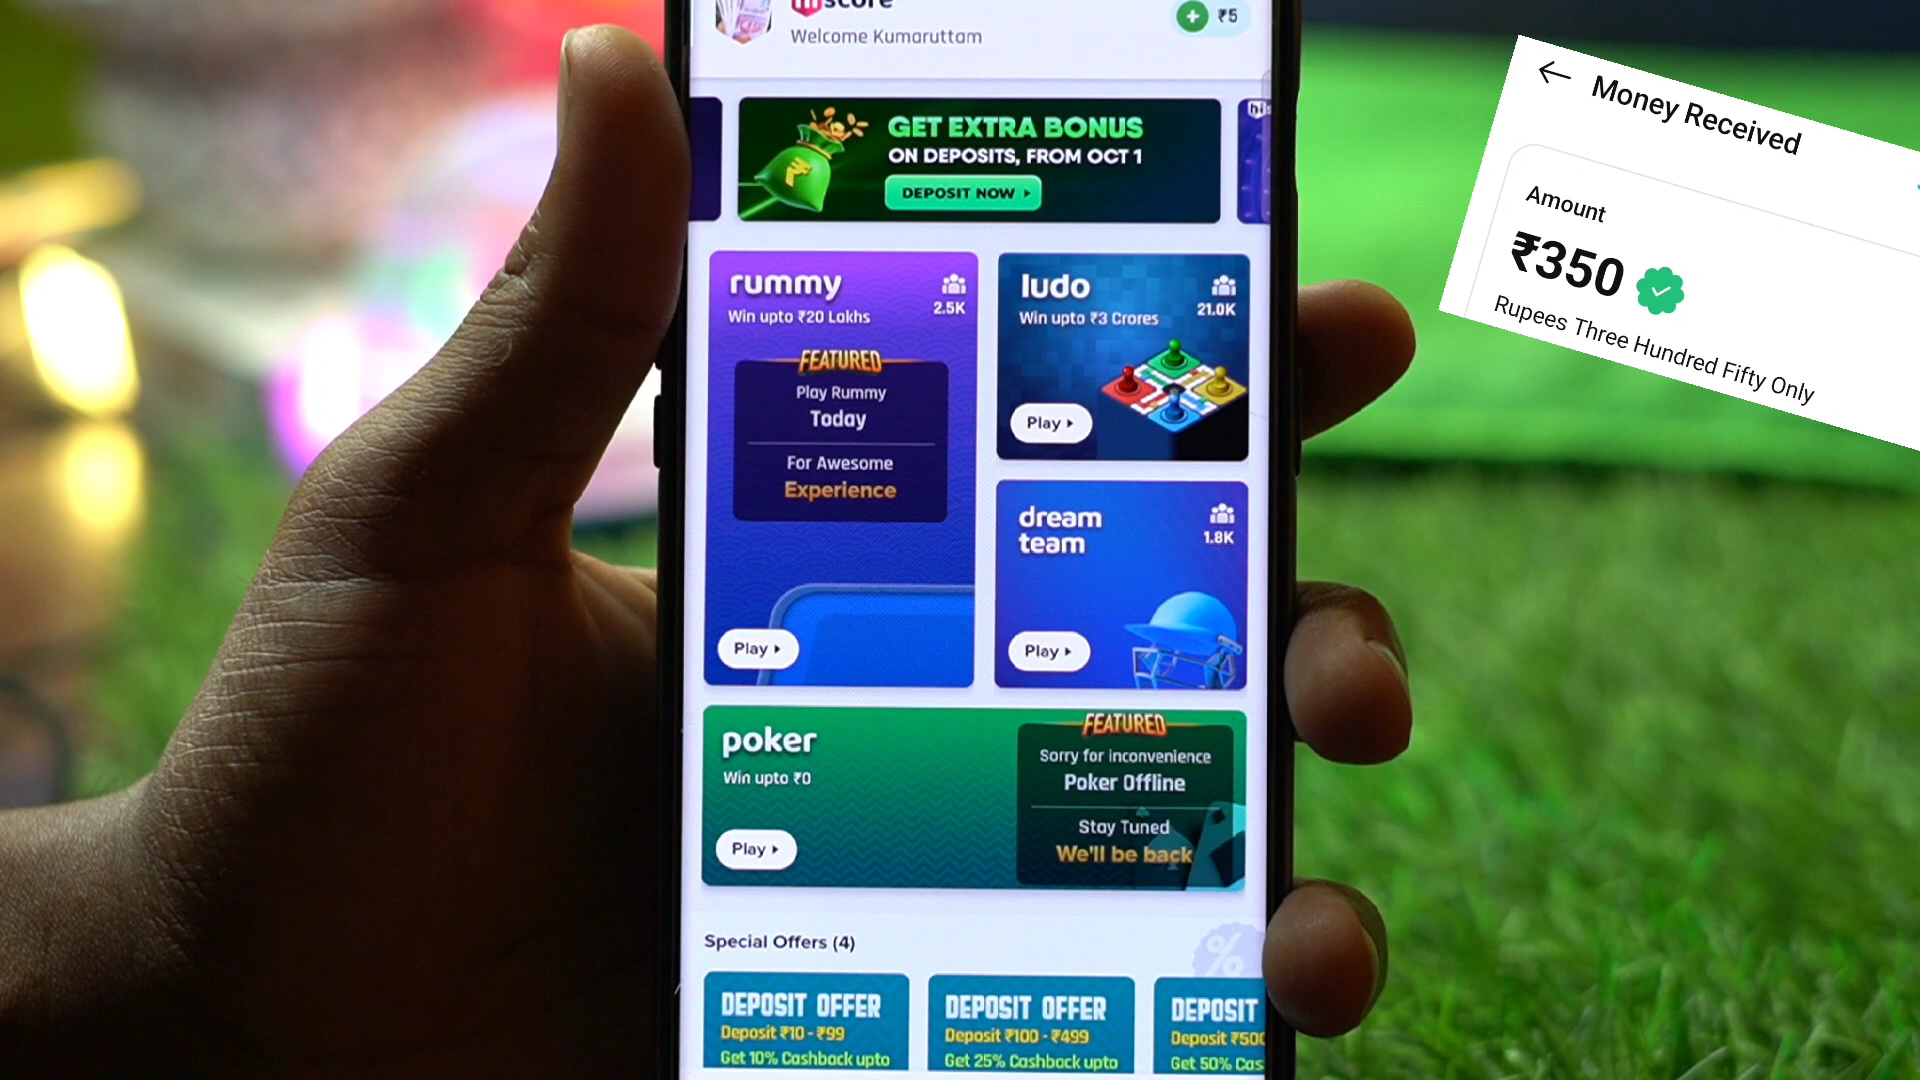 hiscore
Welcome Kumaruttam
₹5
GET EXTRA BONUS
ON DEPOSITS, FROM OCT 1
DEPOSIT NOW
rummy
2.5K
Win upto ₹20 Lakhs
FEATURED
Play Rummy
Today
For Awesome
Experience
Play
ludo
21.0K
Win upto ₹3 Crores
Play
dream
team
1.8K
Play
poker
Win upto ₹0
Play
FEATURED
Sorry for inconvenience
Poker Offline
Stay Tuned
We'll be back
Special Offers (4)
%
DEPOSIT OFFER
Deposit ₹10 - ₹99
Get 10% Cashback upto
DEPOSIT OFFER
Deposit ₹100 - ₹499
Get 25% Cashback upto
DEPOSIT
Deposit ₹500
Get 50% Cas
Money Received
Amount
₹350
Rupees Three Hundred Fifty Only